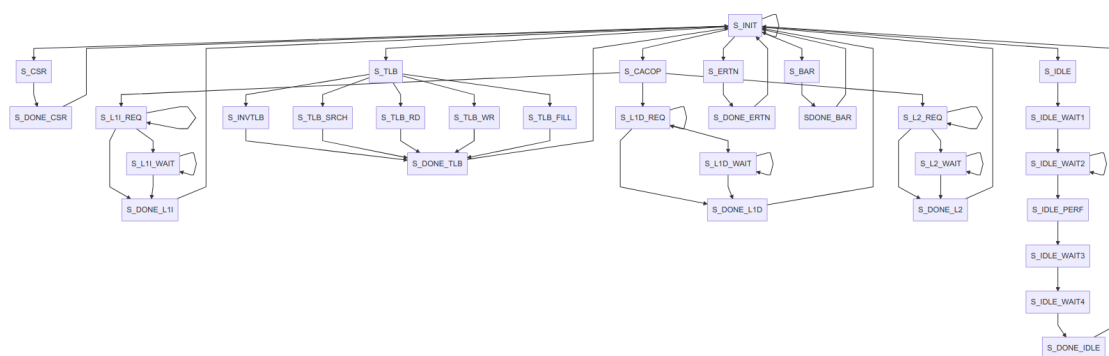 S_INIT
S_CSR
S_TLB
S_CACOP
S_ERTN
S_BAR
S_IDLE
S_DONE_CSR
S_L1I_REQ
S_INVTLB
S_TLB_SRCH
S_TLB_RD
S_TLB_WR
S_TLB_FILL
S_L1D_REQ
S_DONE_ERTN
SDONE_BAR
S_L2_REQ
S_IDLE_WAIT1
S_L1I_WAIT
S_DONE_TLB
S_L1D_WAIT
S_L2_WAIT
S_IDLE_WAIT2
S_DONE_L1I
S_DONE_L1D
S_DONE_L2
S_IDLE_PERF
S_IDLE_WAIT3
S_IDLE_WAIT4
S_DONE_IDLE